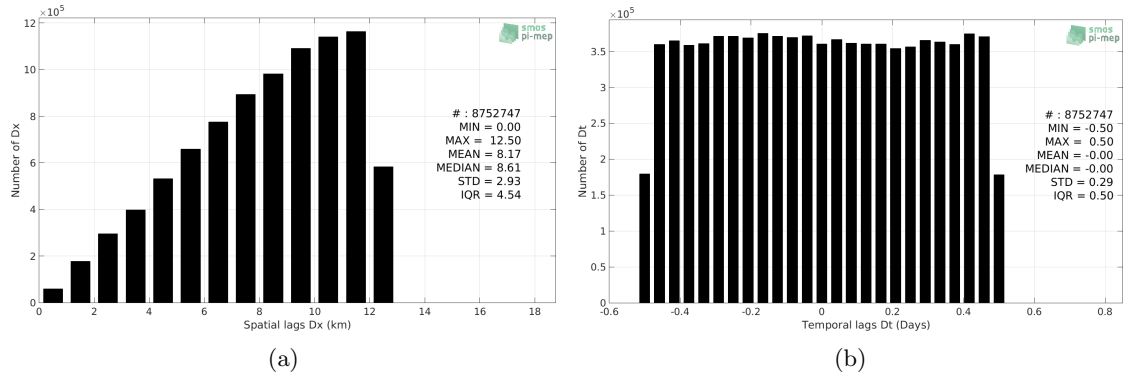 ×10^5
12
10
8
6
4
2
0
Number of Dx
smos
pi-mep
# : 8752747
MIN = 0.00
MAX = 12.50
MEAN = 8.17
MEDIAN = 8.61
STD = 2.93
IQR = 4.54
0 2 4 6 8 10 12 14 16 18
Spatial lags Dx (km)
(a)
×10^5
3.5
3
2.5
2
1.5
1
0.5
0
Number of Dt
smos
pi-mep
# : 8752747
MIN = -0.50
MAX = 0.50
MEAN = -0.00
MEDIAN = -0.00
STD = 0.29
IQR = 0.50
-0.6 -0.4 -0.2 0 0.2 0.4 0.6 0.8
Temporal lags Dt (Days)
(b)